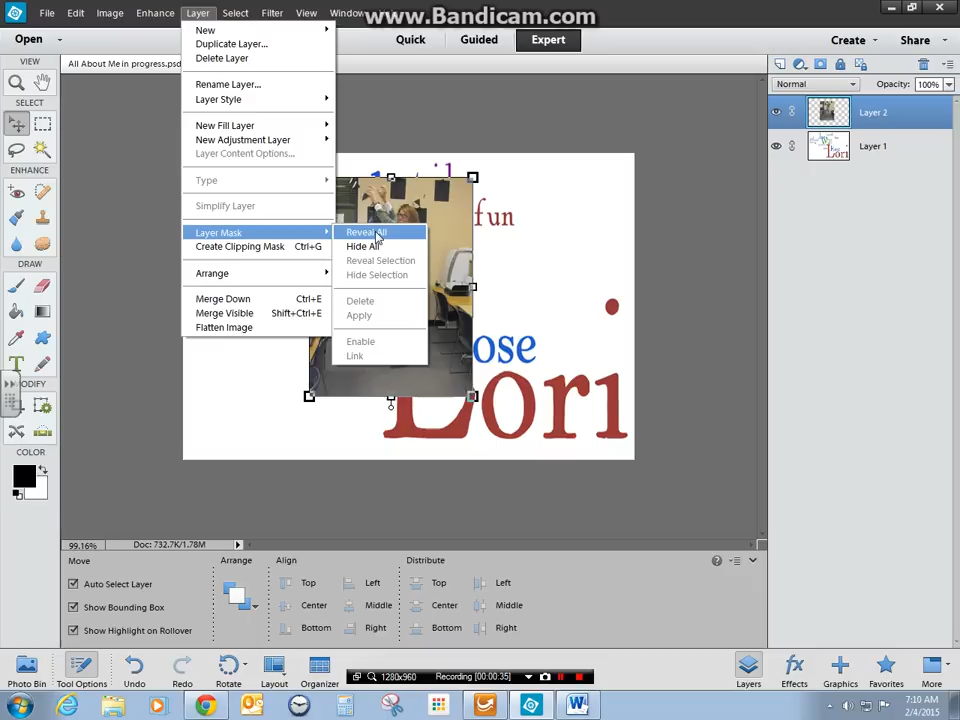 www.Bandicam.com
File Edit Image Enhance Layer Select Filter View Window
Open Quick Guided Expert Create Share
All About Me in progress.psd
VIEW
SELECT
ENHANCE
DRAW
MODIFY
COLOR
New
Duplicate Layer...
Delete Layer
Rename Layer...
Layer Style
New Fill Layer
New Adjustment Layer
Layer Content Options...
Type
Simplify Layer
Layer Mask
Create Clipping Mask Ctrl+G
Arrange
Merge Down Ctrl+E
Merge Visible Shift+Ctrl+E
Flatten Image
Reveal All
Hide All
Reveal Selection
Hide Selection
Delete
Apply
Enable
Link
fun
ose
Lori
Normal Opacity: 100%
Layer 2
Layer 1
99.16% Doc: 732.7K/1.78M
Move Arrange Align Distribute
Auto Select Layer Top Left Top Left
Show Bounding Box Center Middle Center Middle
Show Highlight on Rollover Bottom Right Bottom Right
Photo Bin Tool Options Undo Redo Rotate Layout Organizer
1280x960 Recording [00:00:35]
Layers Effects Graphics Favorites More
7:10 AM
2/4/2015